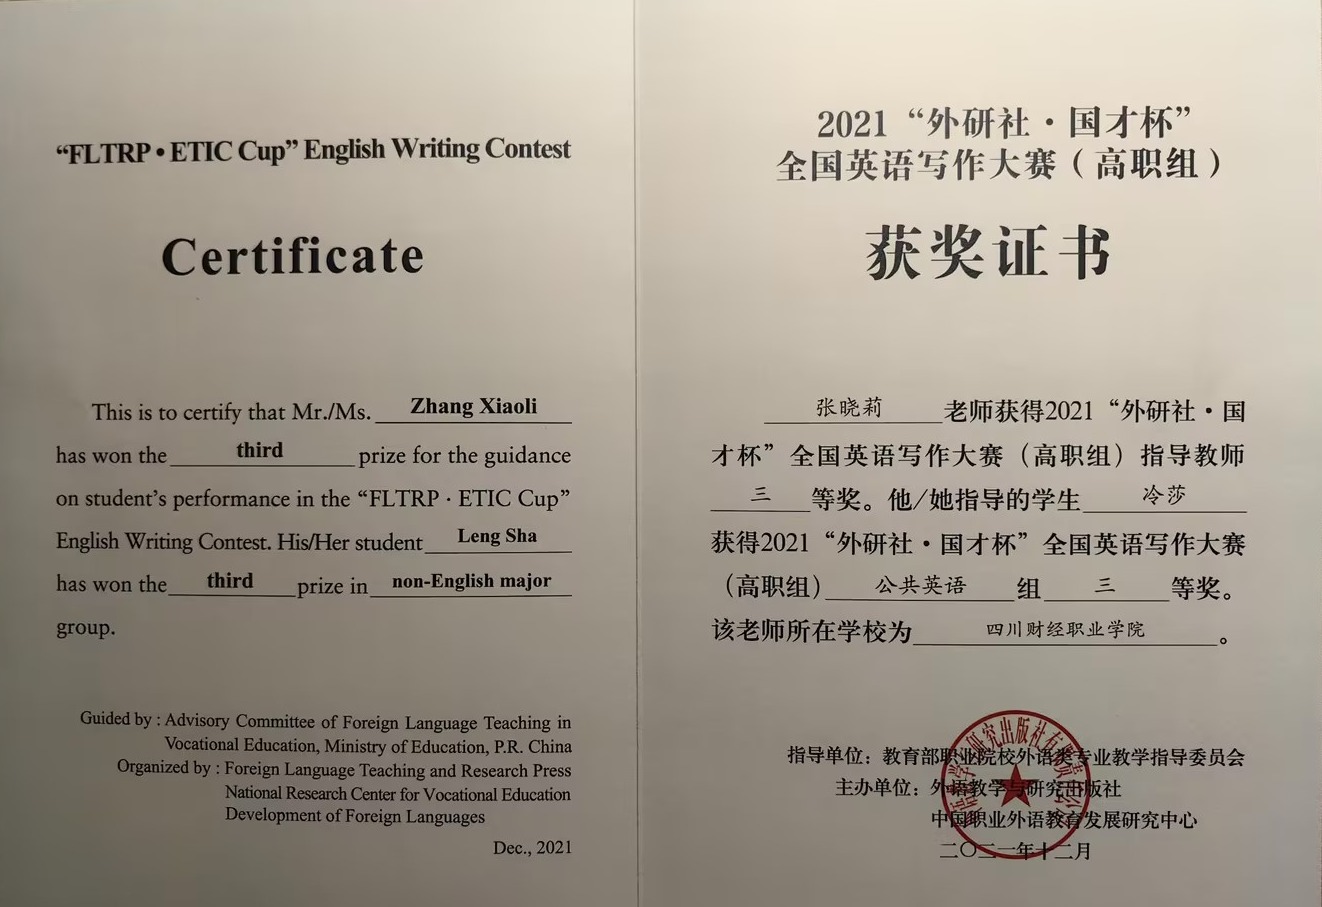 “FLTRP • ETIC Cup” English Writing Contest
Certificate
This is to certify that Mr./Ms. Zhang Xiaoli
has won the third prize for the guidance
on student’s performance in the “FLTRP · ETIC Cup”
English Writing Contest. His/Her student Leng Sha
has won the third prize in non-English major
group.
Guided by : Advisory Committee of Foreign Language Teaching in
Vocational Education, Ministry of Education, P.R. China
Organized by : Foreign Language Teaching and Research Press
National Research Center for Vocational Education
Development of Foreign Languages
Dec., 2021
2021“外研社·国才杯”
全国英语写作大赛（高职组）
获奖证书
张晓莉 老师获得2021“外研社·国
才杯”全国英语写作大赛（高职组）指导教师
三 等奖。他/她指导的学生 冷莎
获得2021“外研社·国才杯”全国英语写作大赛
（高职组） 公共英语 组 三 等奖。
该老师所在学校为 四川财经职业学院 。
指导单位：教育部职业院校外语类专业教学指导委员会
主办单位：外语教学与研究出版社
中国职业外语教育发展研究中心
二〇二一年十二月